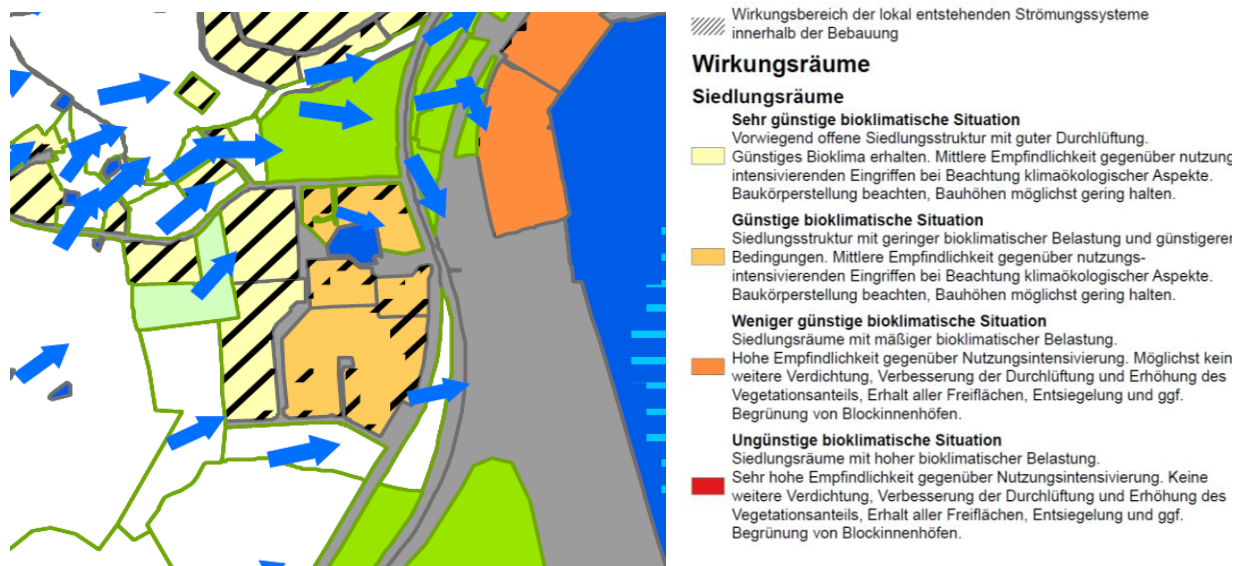 Wirkungsbereich der lokal entstehenden Strömungssysteme
innerhalb der Bebauung
Wirkungsräume
Siedlungsräume
Sehr günstige bioklimatische Situation
Vorwiegend offene Siedlungsstruktur mit guter Durchlüftung.
Günstiges Bioklima erhalten. Mittlere Empfindlichkeit gegenüber nutzung
intensivierenden Eingriffen bei Beachtung klimaökologischer Aspekte.
Baukörperstellung beachten, Bauhöhen möglichst gering halten.
Günstige bioklimatische Situation
Siedlungsstruktur mit geringer bioklimatischer Belastung und günstigerer
Bedingungen. Mittlere Empfindlichkeit gegenüber nutzungs-
intensivierenden Eingriffen bei Beachtung klimaökologischer Aspekte.
Baukörperstellung beachten, Bauhöhen möglichst gering halten.
Weniger günstige bioklimatische Situation
Siedlungsräume mit mäßiger bioklimatischer Belastung.
Hohe Empfindlichkeit gegenüber Nutzungsintensivierung. Möglichst kein
weitere Verdichtung, Verbesserung der Durchlüftung und Erhöhung des
Vegetationsanteils, Erhalt aller Freiflächen, Entsiegelung und ggf.
Begrünung von Blockinnenhöfen.
Ungünstige bioklimatische Situation
Siedlungsräume mit hoher bioklimatischer Belastung.
Sehr hohe Empfindlichkeit gegenüber Nutzungsintensivierung. Keine
weitere Verdichtung, Verbesserung der Durchlüftung und Erhöhung des
Vegetationsanteils, Erhalt aller Freiflächen, Entsiegelung und ggf.
Begrünung von Blockinnenhöfen.